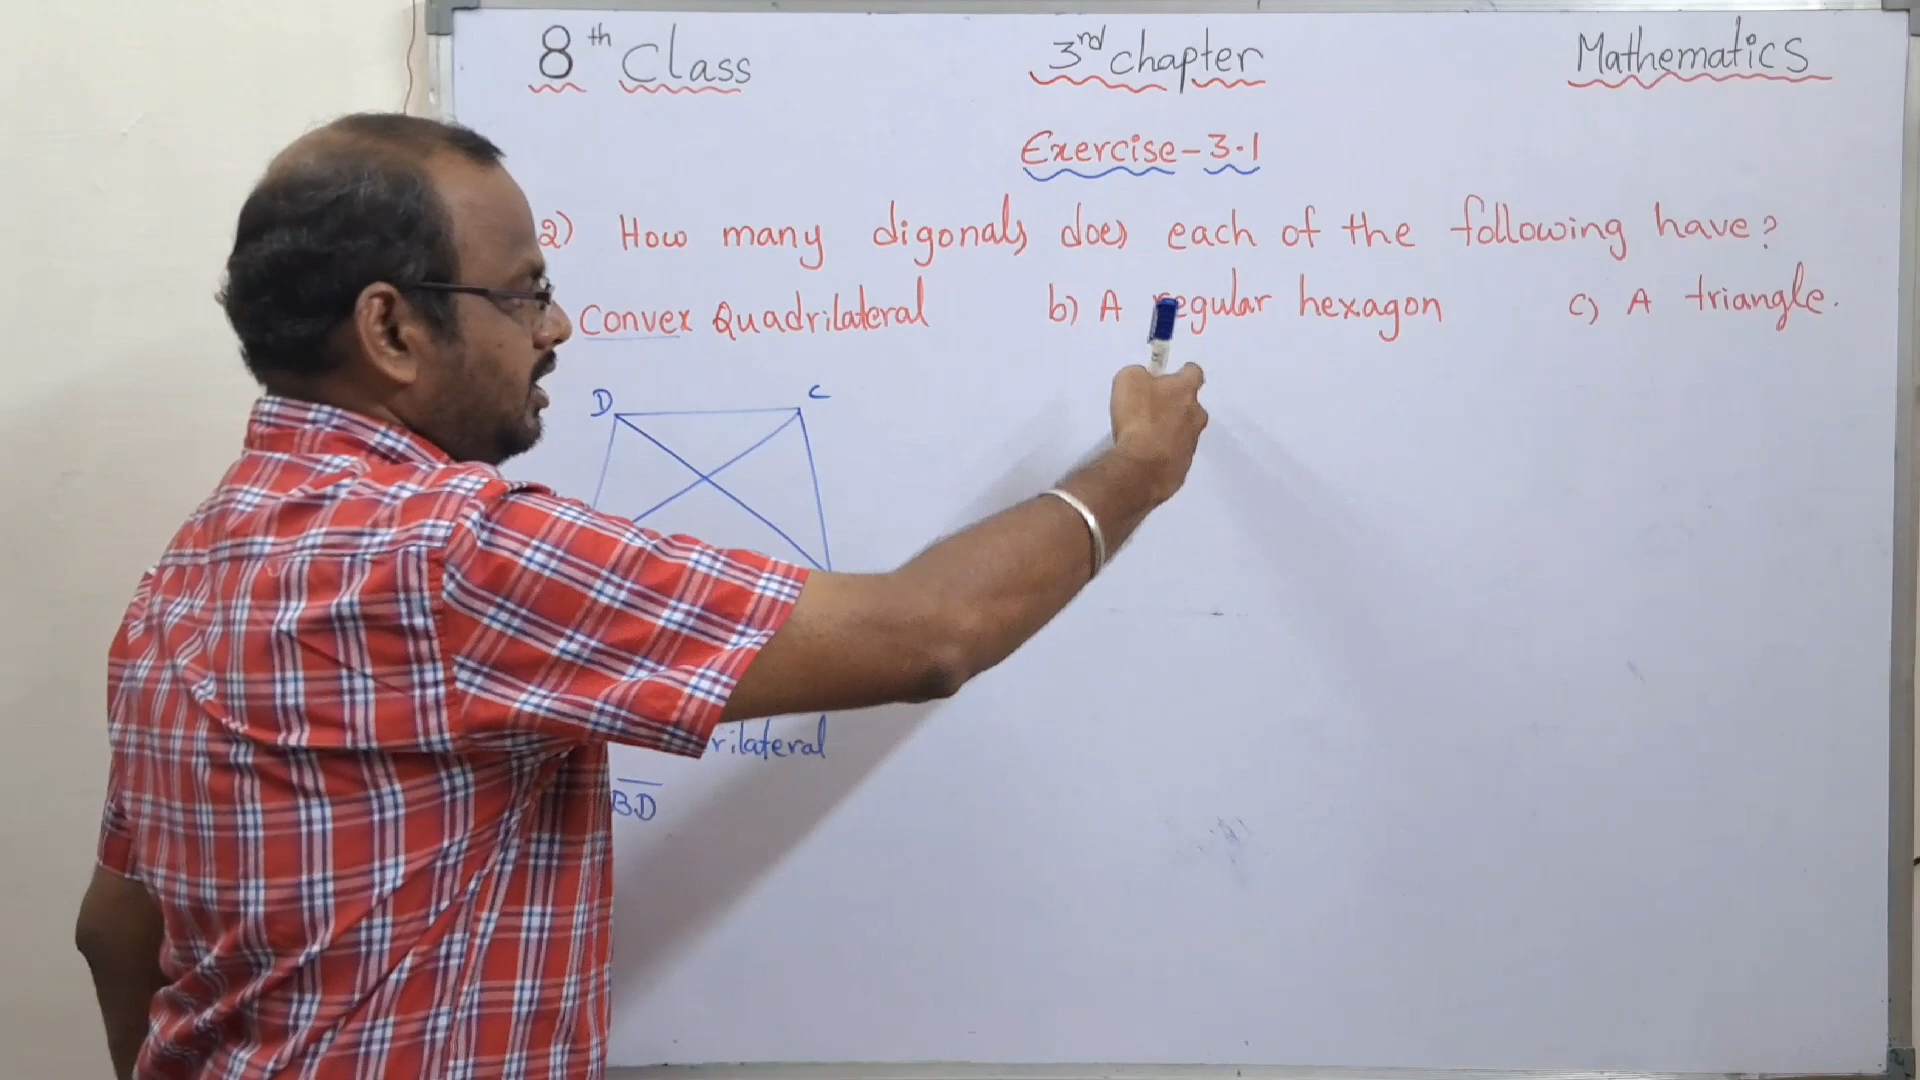 8th Class 3rd chapter Mathematics
Exercise-3.1
2) How many digonals does each of the following have?
Convex Quadrilateral b) A regular hexagon c) A triangle.
D C
BD